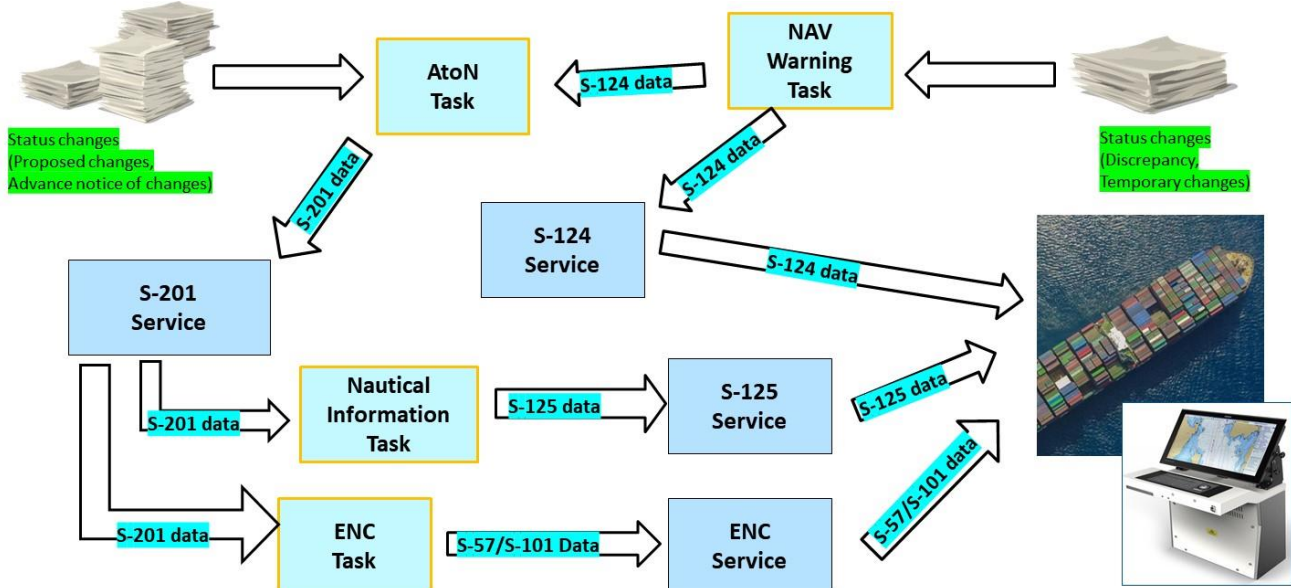 NAV
Warning
Task
AtoN
Task
S-124 data
Status changes
(Proposed changes,
Advance notice of changes)
Status changes
(Discrepancy,
Temporary changes)
S-201 data
S-124 data
S-124
Service
S-124 data
S-201
Service
Nautical
Information
Task
S-201 data
S-125 data
S-125
Service
S-125 data
S-201 data
ENC
Task
S-57/S-101 Data
ENC
Service
S-57/S-101 data